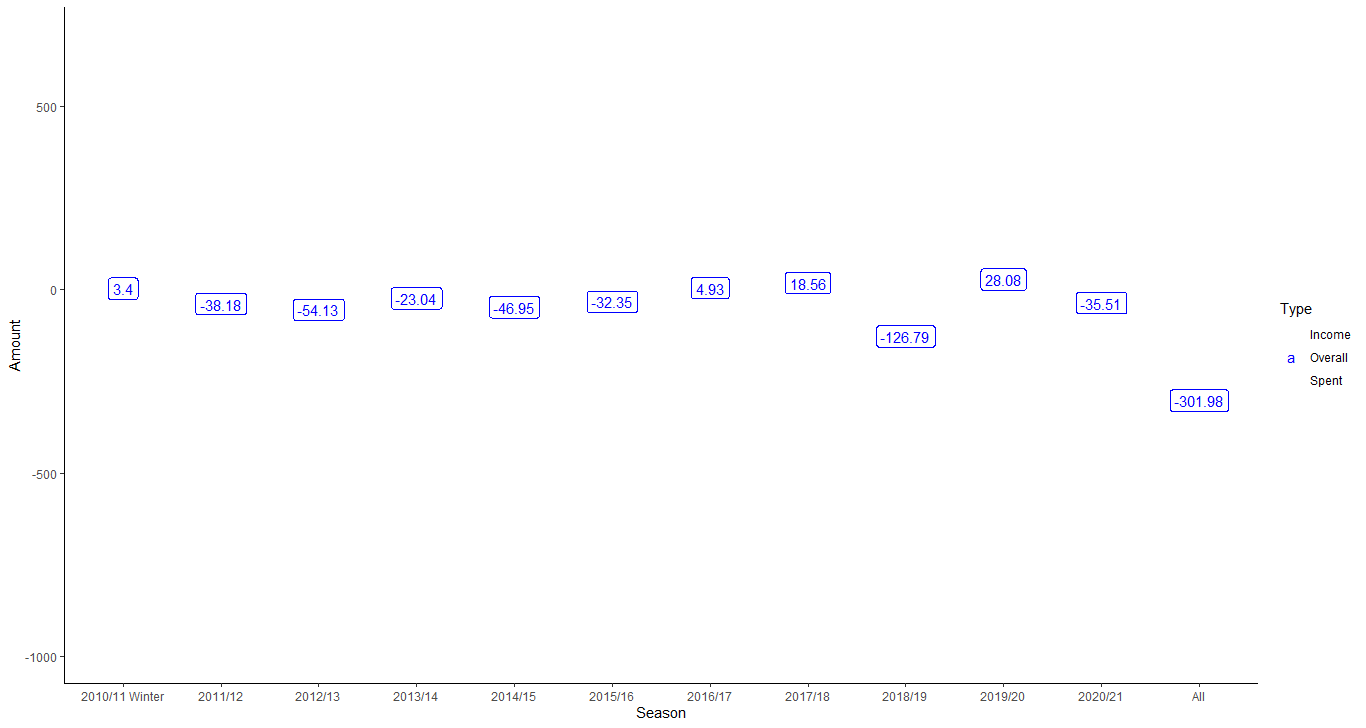 500
0
-500
-1000
Amount
3.4
-38.18
-54.13
-23.04
-46.95
-32.35
4.93
18.56
-126.79
28.08
-35.51
-301.98
2010/11 Winter 2011/12 2012/13 2013/14 2014/15 2015/16 2016/17 2017/18 2018/19 2019/20 2020/21 All
Season
Type
Income
a Overall
Spent